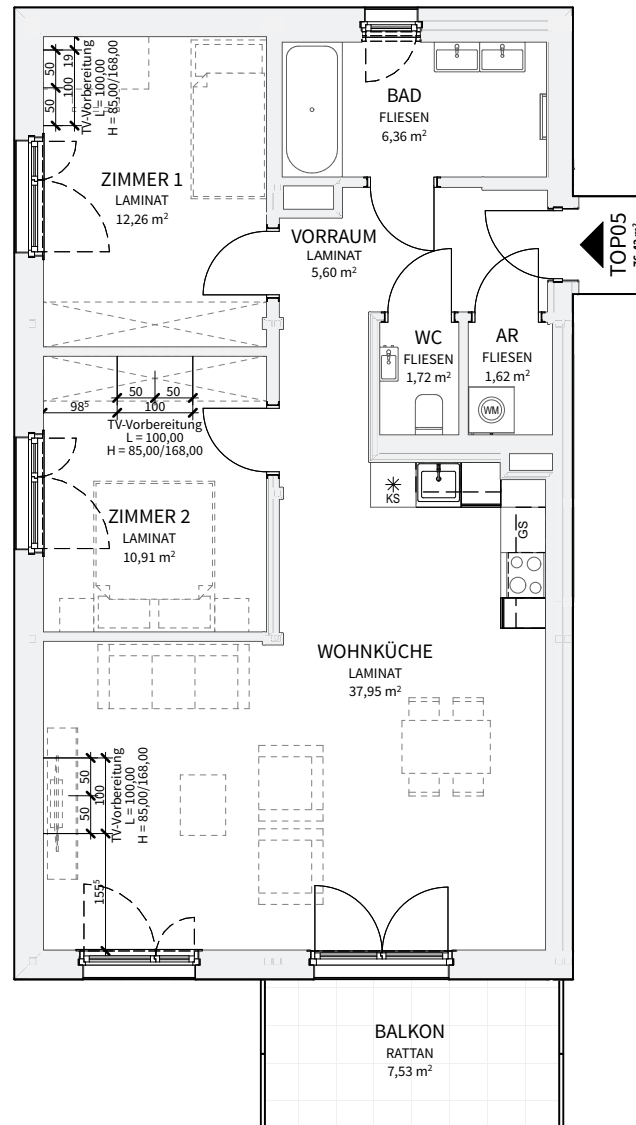 BAD
FLIESEN
6,36 m²
50
19
100
50
TV-Vorbereitung
L = 100,00
H = 85,00/168,00
ZIMMER 1
LAMINAT
12,26 m²
VORRAUM
LAMINAT
5,60 m²
TOP05
WC
FLIESEN
1,72 m²
AR
FLIESEN
1,62 m²
WM
50 50
98⁵ 100
TV-Vorbereitung
L = 100,00
H = 85,00/168,00
KS
GS
ZIMMER 2
LAMINAT
10,91 m²
WOHNKÜCHE
LAMINAT
37,95 m²
50
100
50
155⁵
TV-Vorbereitung
L = 100,00
H = 85,00/168,00
BALKON
RATTAN
7,53 m²